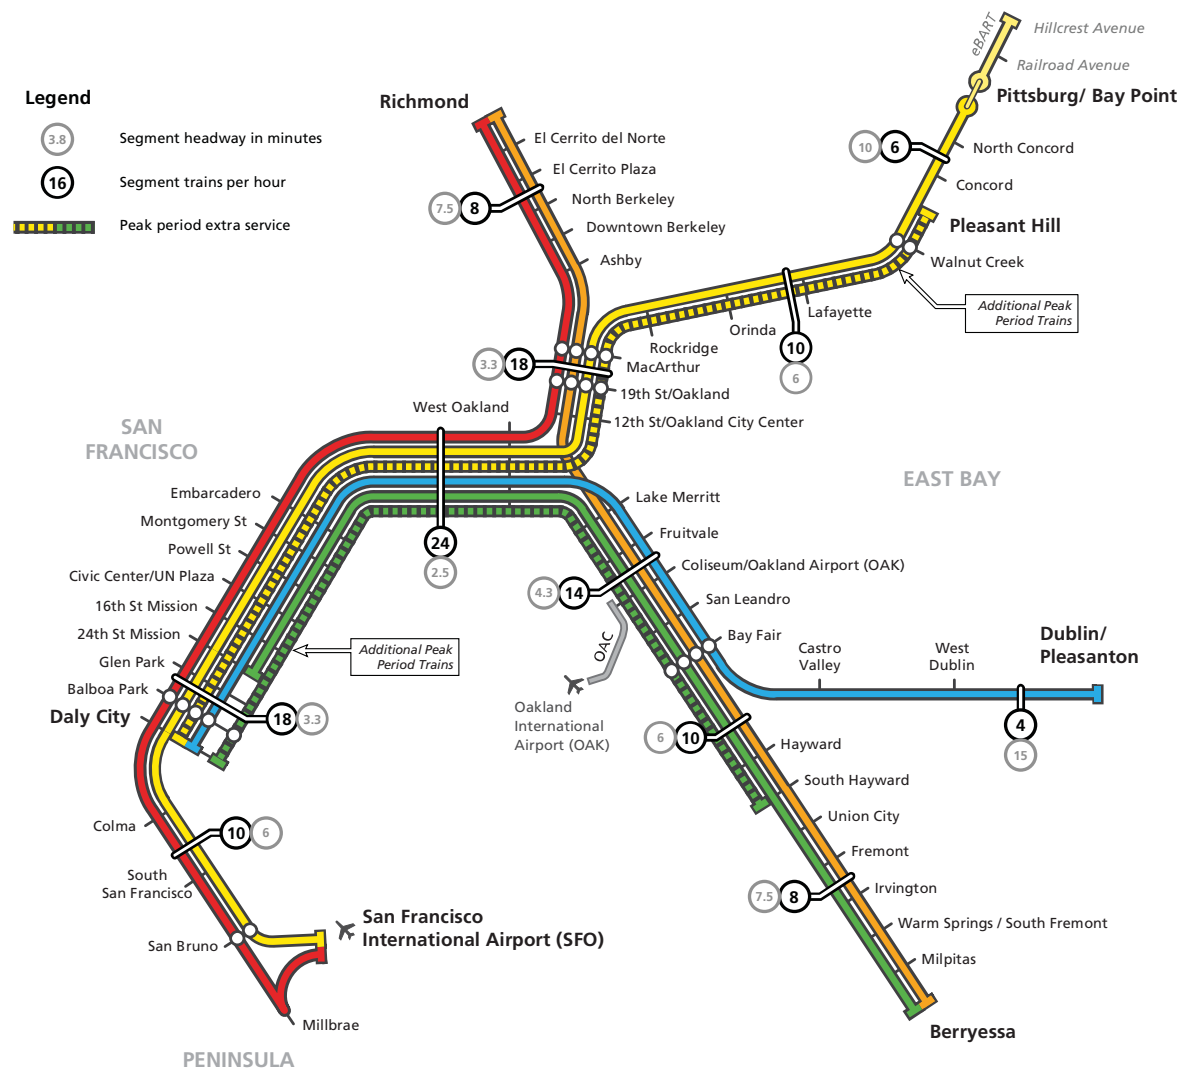 Legend
3.8
Segment headway in minutes
16
Segment trains per hour
Peak period extra service
Richmond
El Cerrito del Norte
El Cerrito Plaza
North Berkeley
Downtown Berkeley
Ashby
7.5
8
eBART
Hillcrest Avenue
Railroad Avenue
Pittsburg/ Bay Point
10
6
North Concord
Concord
Pleasant Hill
Walnut Creek
Additional Peak
Period Trains
Lafayette
Orinda
Rockridge
10
6
MacArthur
3.3
18
19th St/Oakland
12th St/Oakland City Center
West Oakland
SAN
FRANCISCO
EAST BAY
Embarcadero
Montgomery St
Powell St
Civic Center/UN Plaza
16th St Mission
24th St Mission
Glen Park
Balboa Park
Daly City
24
2.5
Lake Merritt
Fruitvale
Coliseum/Oakland Airport (OAK)
San Leandro
Bay Fair
4.3
14
OAC
Oakland
International
Airport (OAK)
Additional Peak
Period Trains
18
3.3
Castro
Valley
West
Dublin
Dublin/
Pleasanton
4
15
6
10
Hayward
South Hayward
Union City
Fremont
Irvington
Warm Springs / South Fremont
Milpitas
Berryessa
7.5
8
Colma
10
6
South
San Francisco
San Bruno
San Francisco
International Airport (SFO)
Millbrae
PENINSULA